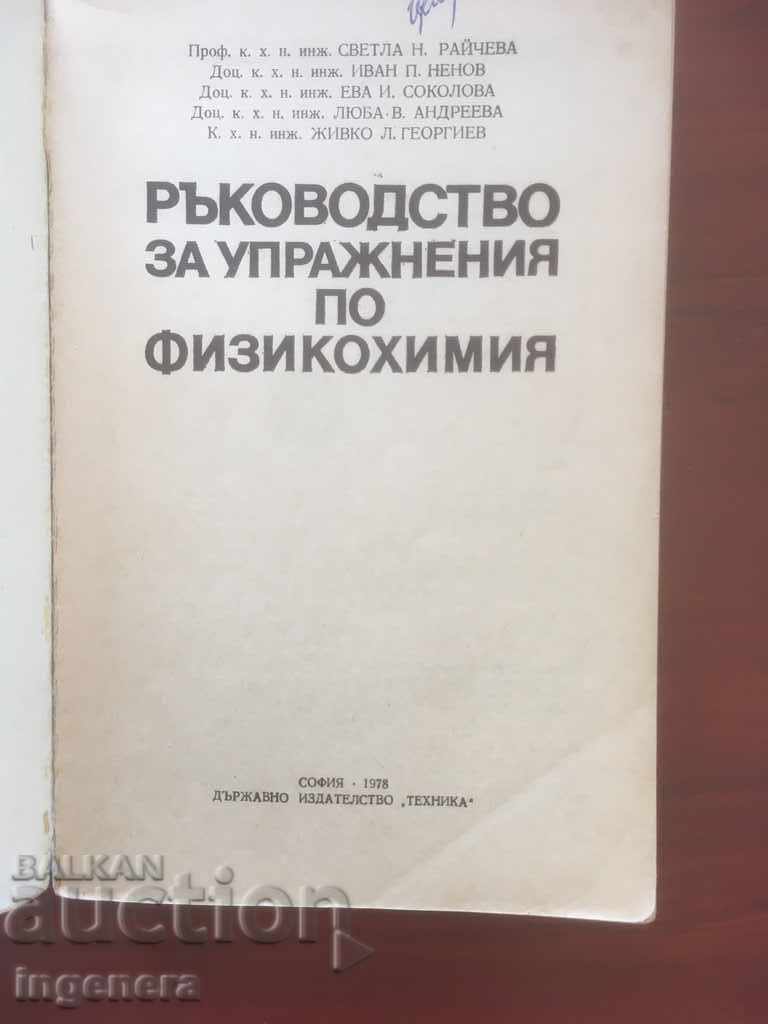 Проф. к. х. н. инж. СВЕТЛА Н. РАЙЧЕВА
Доц. к. х. н. инж. ИВАН П. НЕНОВ
Доц. к. х. н. инж. ЕВА И. СОКОЛОВА
Доц. к. х. н. инж. ЛЮБА В. АНДРЕЕВА
К. х. н. инж. ЖИВКО Л. ГЕОРГИЕВ
РЪКОВОДСТВО
ЗА УПРАЖНЕНИЯ
ПО
ФИЗИКОХИМИЯ
СОФИЯ · 1978
ДЪРЖАВНО ИЗДАТЕЛСТВО „ТЕХНИКА“
BALKAN
auction
ingenera